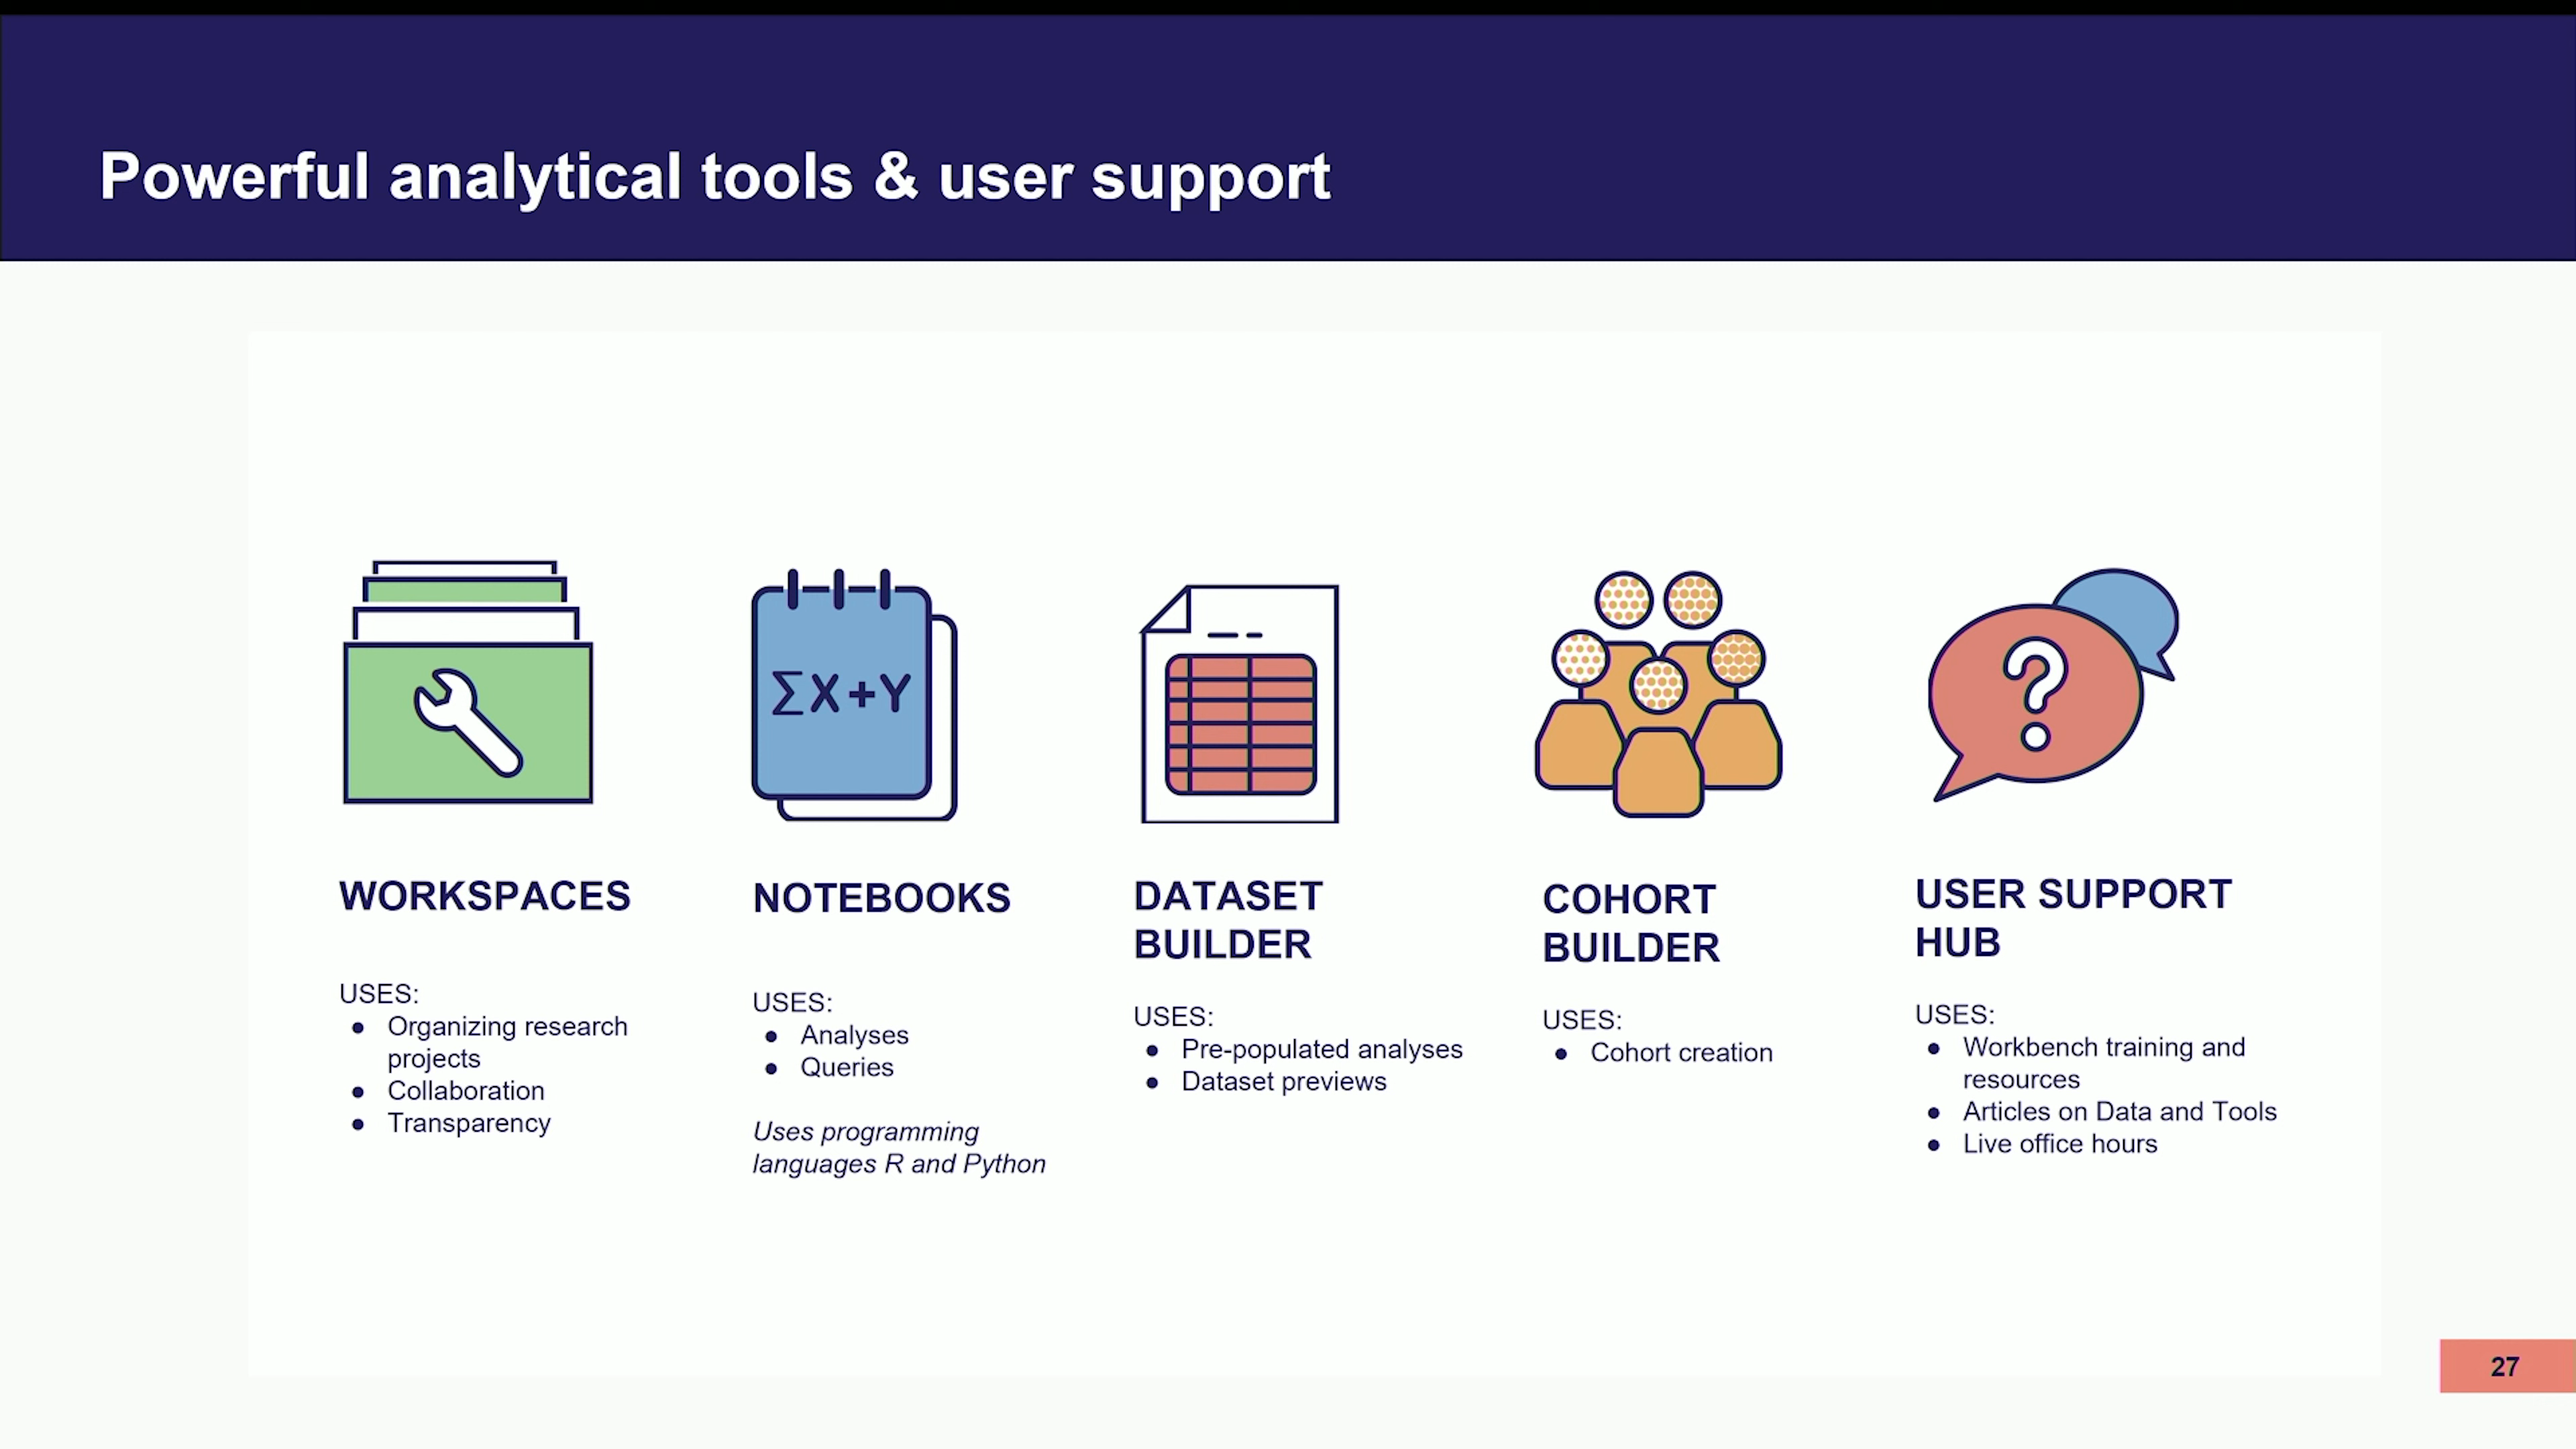 Powerful analytical tools & user support
ΣX+Y
WORKSPACES
USES:
● Organizing research
projects
● Collaboration
● Transparency
NOTEBOOKS
USES:
● Analyses
● Queries
Uses programming
languages R and Python
DATASET
BUILDER
USES:
● Pre-populated analyses
● Dataset previews
COHORT
BUILDER
USES:
● Cohort creation
?
USER SUPPORT
HUB
USES:
● Workbench training and
resources
● Articles on Data and Tools
● Live office hours
27